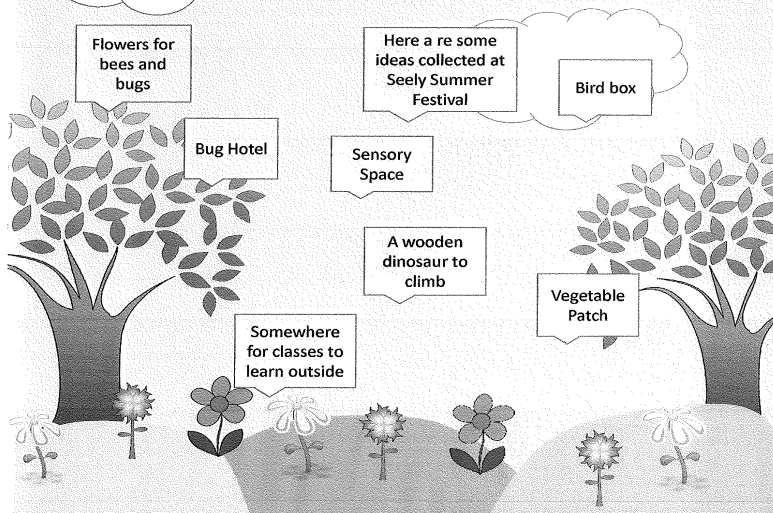 Flowers for
bees and
bugs
Here a re some
ideas collected at
Seely Summer
Festival
Bird box
Bug Hotel
Sensory
Space
A wooden
dinosaur to
climb
Vegetable
Patch
Somewhere
for classes to
learn outside